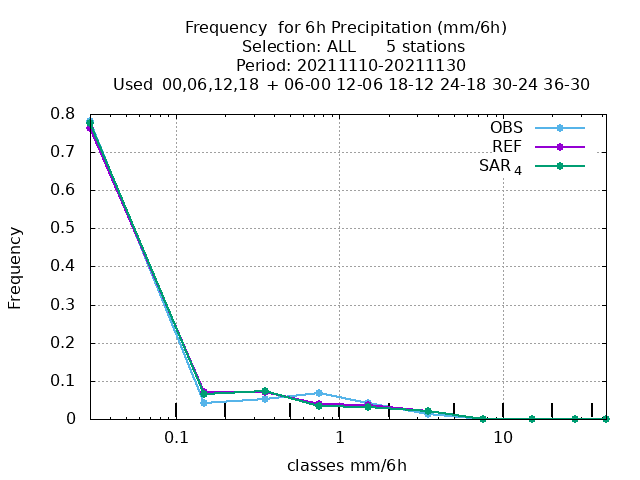 Frequency  for 6h Precipitation (mm/6h)
Selection: ALL      5 stations
Period: 20211110-20211130
Used  00,06,12,18  + 06-00 12-06 18-12 24-18 30-24 36-30
OBS
REF
SAR 4
0.8
0.7
0.6
0.5
0.4
0.3
0.2
0.1
0
Frequency
0.1 1 10
classes mm/6h